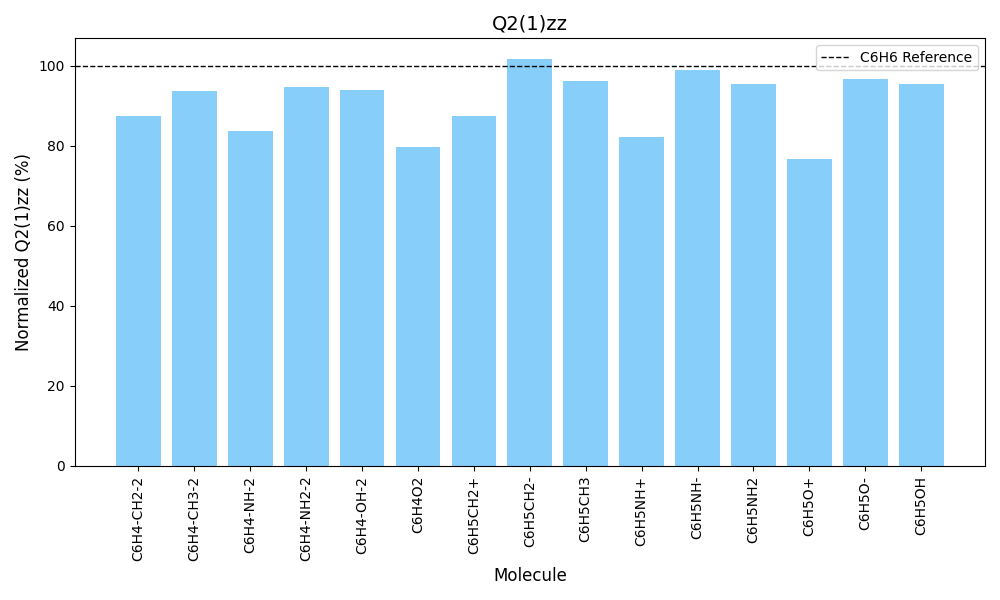 Q2(1)zz
C6H6 Reference
Normalized Q2(1)zz (%)
100
80
60
40
20
0
C6H4-CH2-2
C6H4-CH3-2
C6H4-NH-2
C6H4-NH2-2
C6H4-OH-2
C6H4O2
C6H5CH2+
C6H5CH2-
C6H5CH3
C6H5NH+
C6H5NH-
C6H5NH2
C6H5O+
C6H5O-
C6H5OH
Molecule